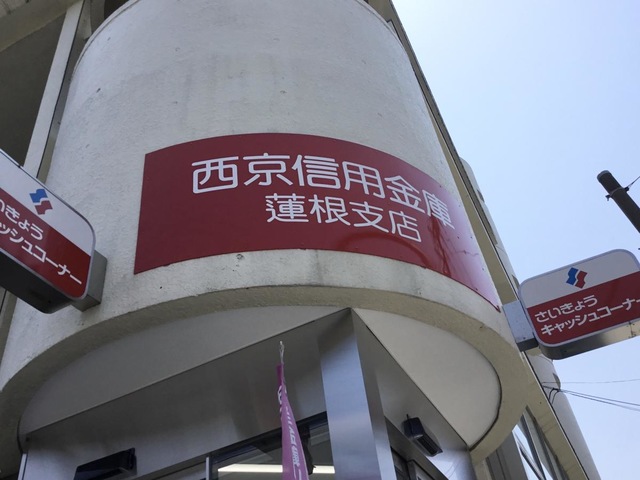 西京信用金庫
蓮根支店
さいきょう
キャッシュコーナー
さいきょう
キャッシュコーナー